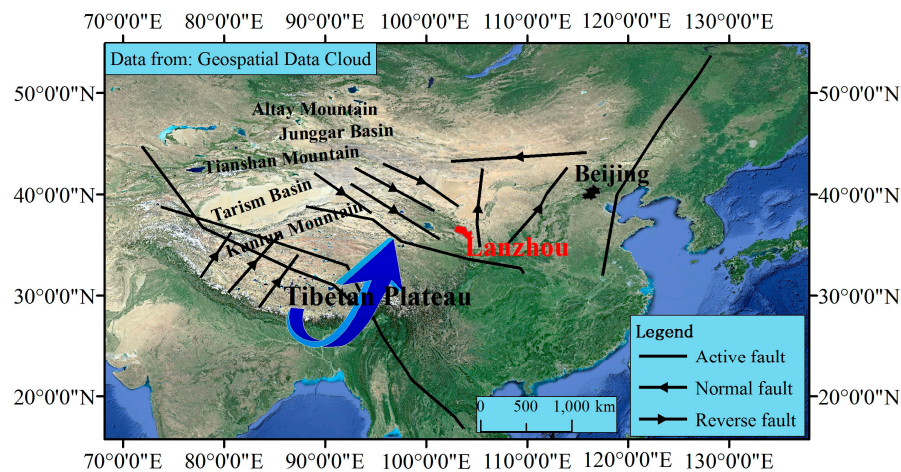 70°0'0"E 80°0'0"E 90°0'0"E 100°0'0"E 110°0'0"E 120°0'0"E 130°0'0"E
Data from: Geospatial Data Cloud
50°0'0"N 50°0'0"N
Altay Mountain
Junggar Basin
Tianshan Mountain
Beijing
40°0'0"N 40°0'0"N
Tarism Basin
Kunlun Mountain
Lanzhou
30°0'0"N 30°0'0"N
Tibetan Plateau
Legend
Active fault
Normal fault
Reverse fault
20°0'0"N 20°0'0"N
0 500 1,000 km
70°0'0"E 80°0'0"E 90°0'0"E 100°0'0"E 110°0'0"E 120°0'0"E 130°0'0"E